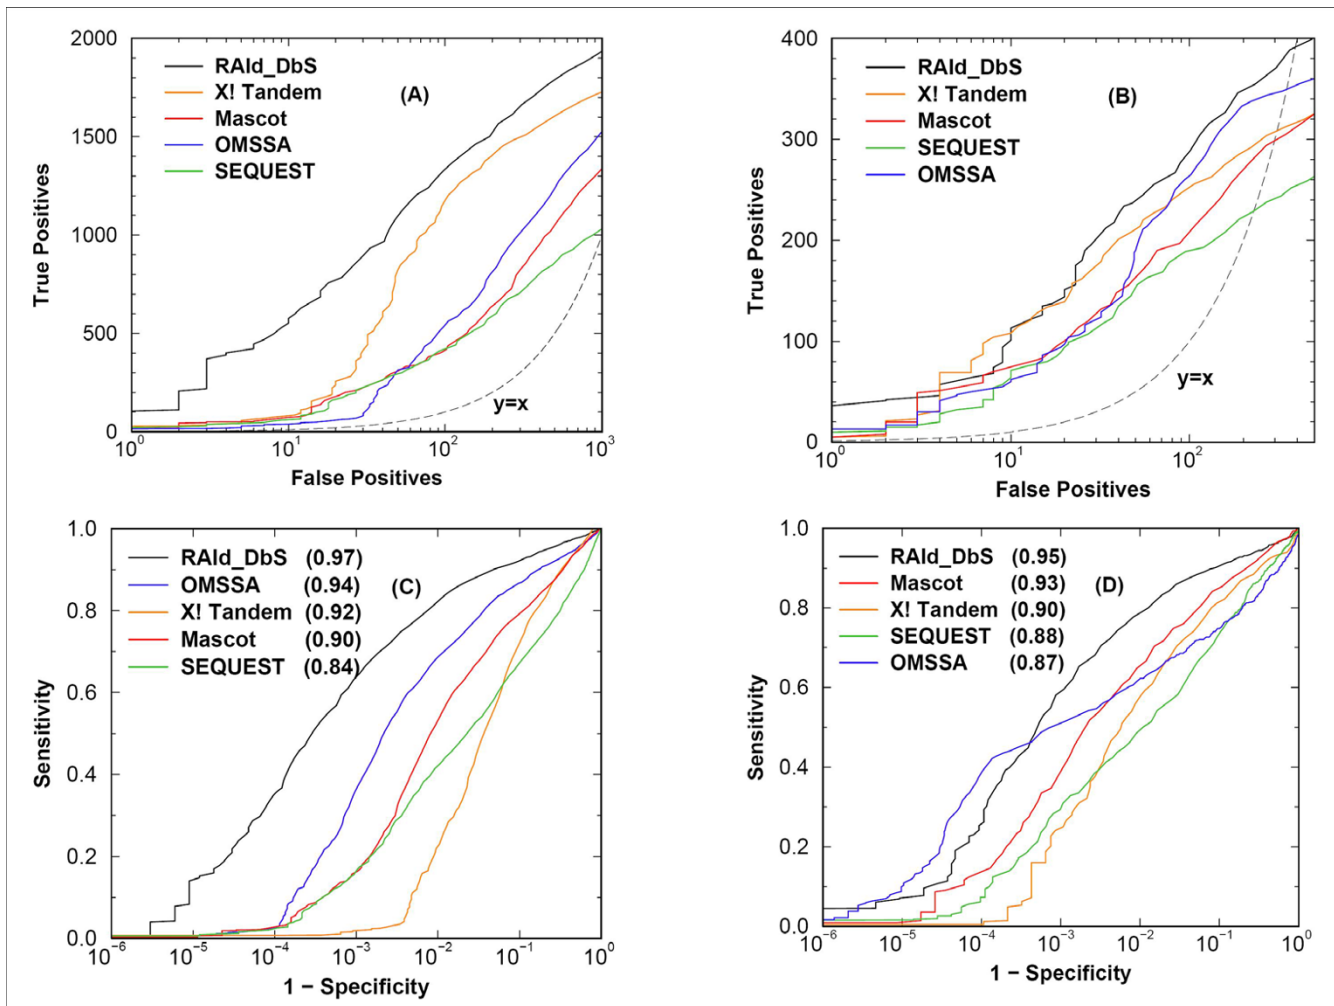 2000
1500
1000
500
0
True Positives
RAId_DbS
X! Tandem
Mascot
OMSSA
SEQUEST
(A)
y=x
10^0
10^1
10^2
10^3
False Positives
400
300
200
100
0
True Positives
RAId_DbS
X! Tandem
Mascot
SEQUEST
OMSSA
(B)
y=x
10^0
10^1
10^2
False Positives
1.0
0.8
0.6
0.4
0.2
0.0
Sensitivity
RAId_DbS (0.97)
OMSSA (0.94)
X! Tandem (0.92)
Mascot (0.90)
SEQUEST (0.84)
(C)
10^−6
10^−5
10^−4
10^−3
10^−2
10^−1
10^0
1 − Specificity
1.0
0.8
0.6
0.4
0.2
0.0
Sensitivity
RAId_DbS (0.95)
Mascot (0.93)
X! Tandem (0.90)
SEQUEST (0.88)
OMSSA (0.87)
(D)
10^−6
10^−5
10^−4
10^−3
10^−2
10^−1
10^0
1 − Specificity